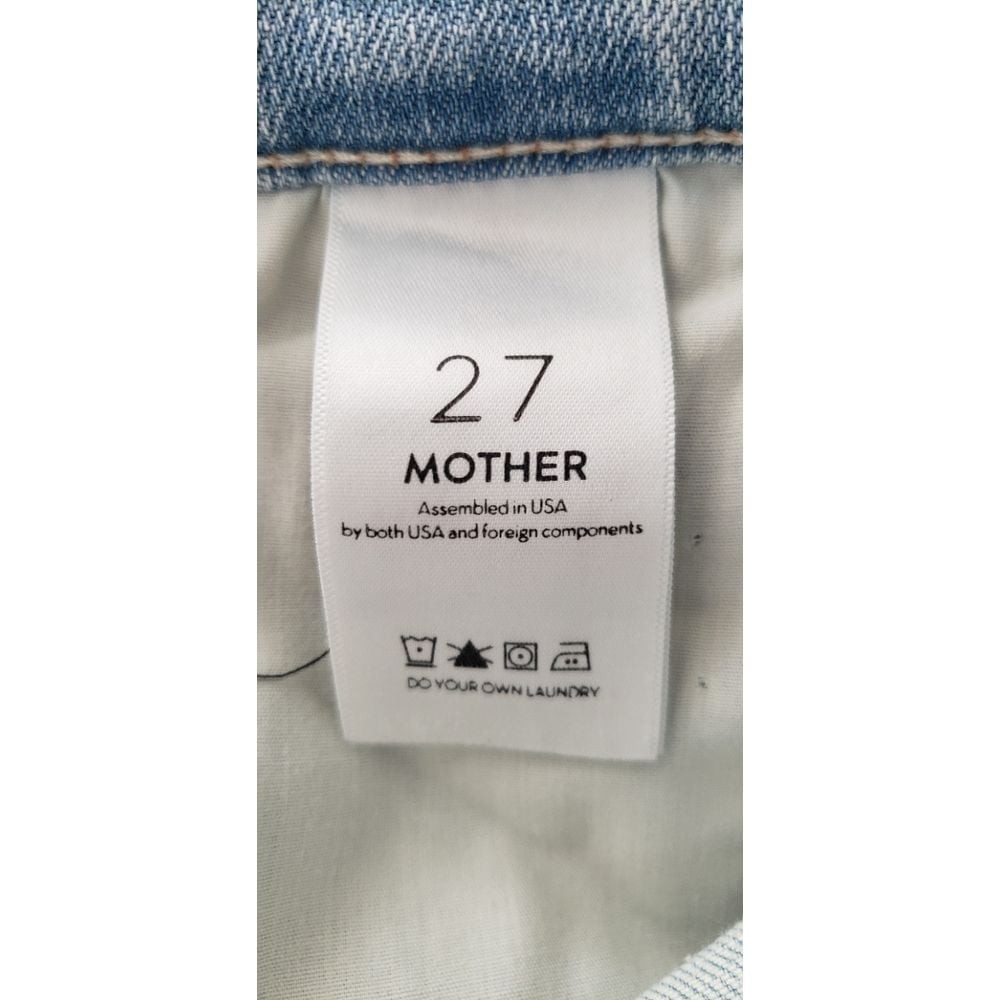 27
MOTHER
Assembled in USA
by both USA and foreign components
DO YOUR OWN LAUNDRY